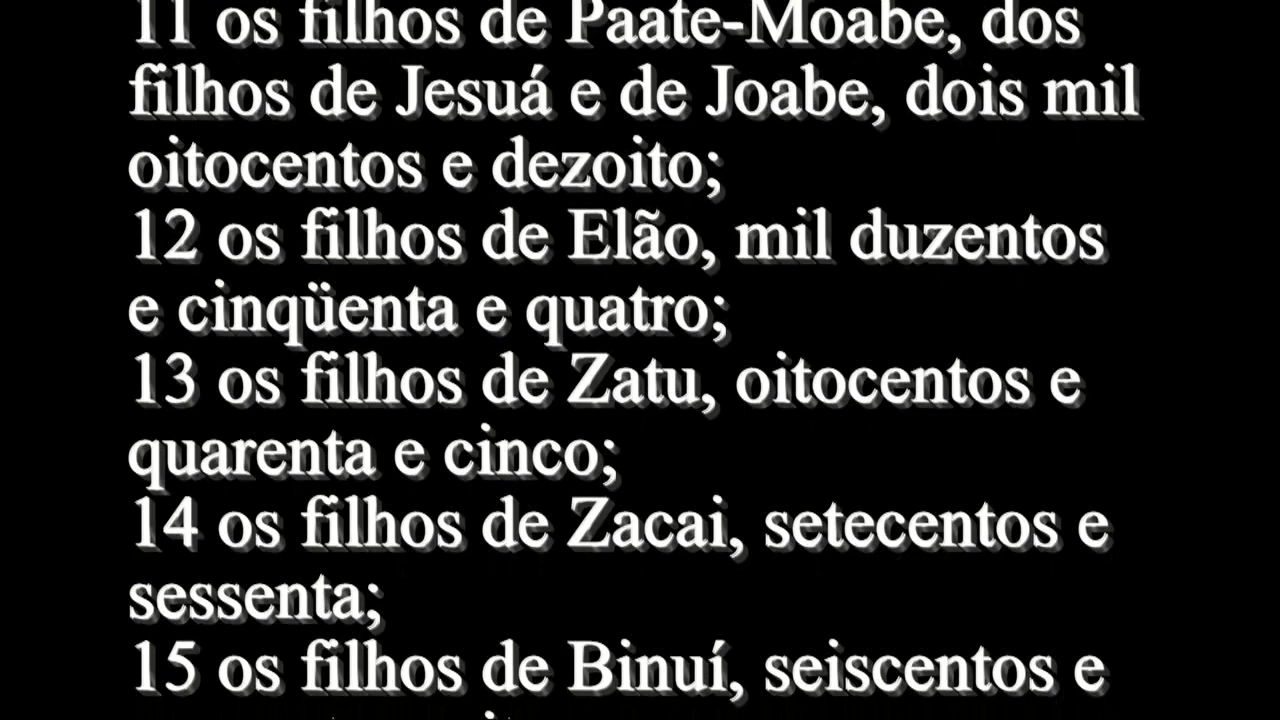 11 os filhos de Paate-Moabe, dos
filhos de Jesuá e de Joabe, dois mil
oitocentos e dezoito;
12 os filhos de Elão, mil duzentos
e cinqüenta e quatro;
13 os filhos de Zatu, oitocentos e
quarenta e cinco;
14 os filhos de Zacai, setecentos e
sessenta;
15 os filhos de Binuí, seiscentos e